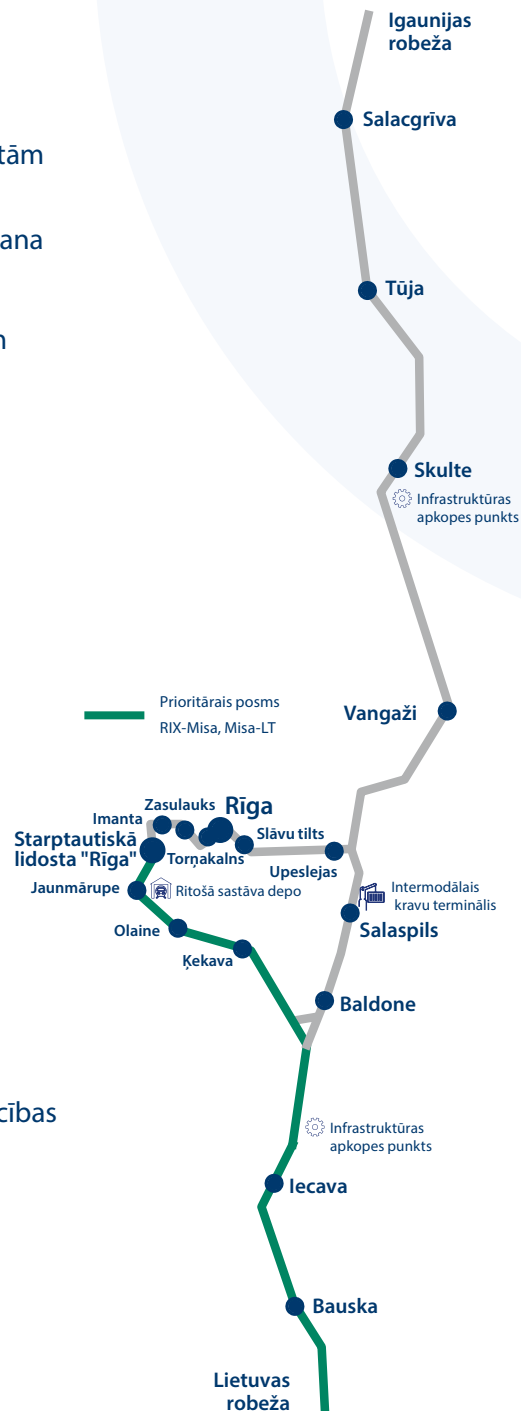 Igaunijas
robeža
Salacgrīva
tām
ana
Tūja
n
Skulte
Infrastruktūras
apkopes punkts
Prioritārais posms
RIX-Misa, Misa-LT
Vangaži
Zasulauks
Rīga
Imanta
Slāvu tilts
Starptautiskā
lidosta "Rīga"
Torņakalns
Upeslejas
Jaunmārupe
Ritošā sastāva depo
Intermodālais
kravu terminālis
Olaine
Salaspils
Ķekava
Baldone
cības
Infrastruktūras
apkopes punkts
Iecava
Bauska
Lietuvas
robeža